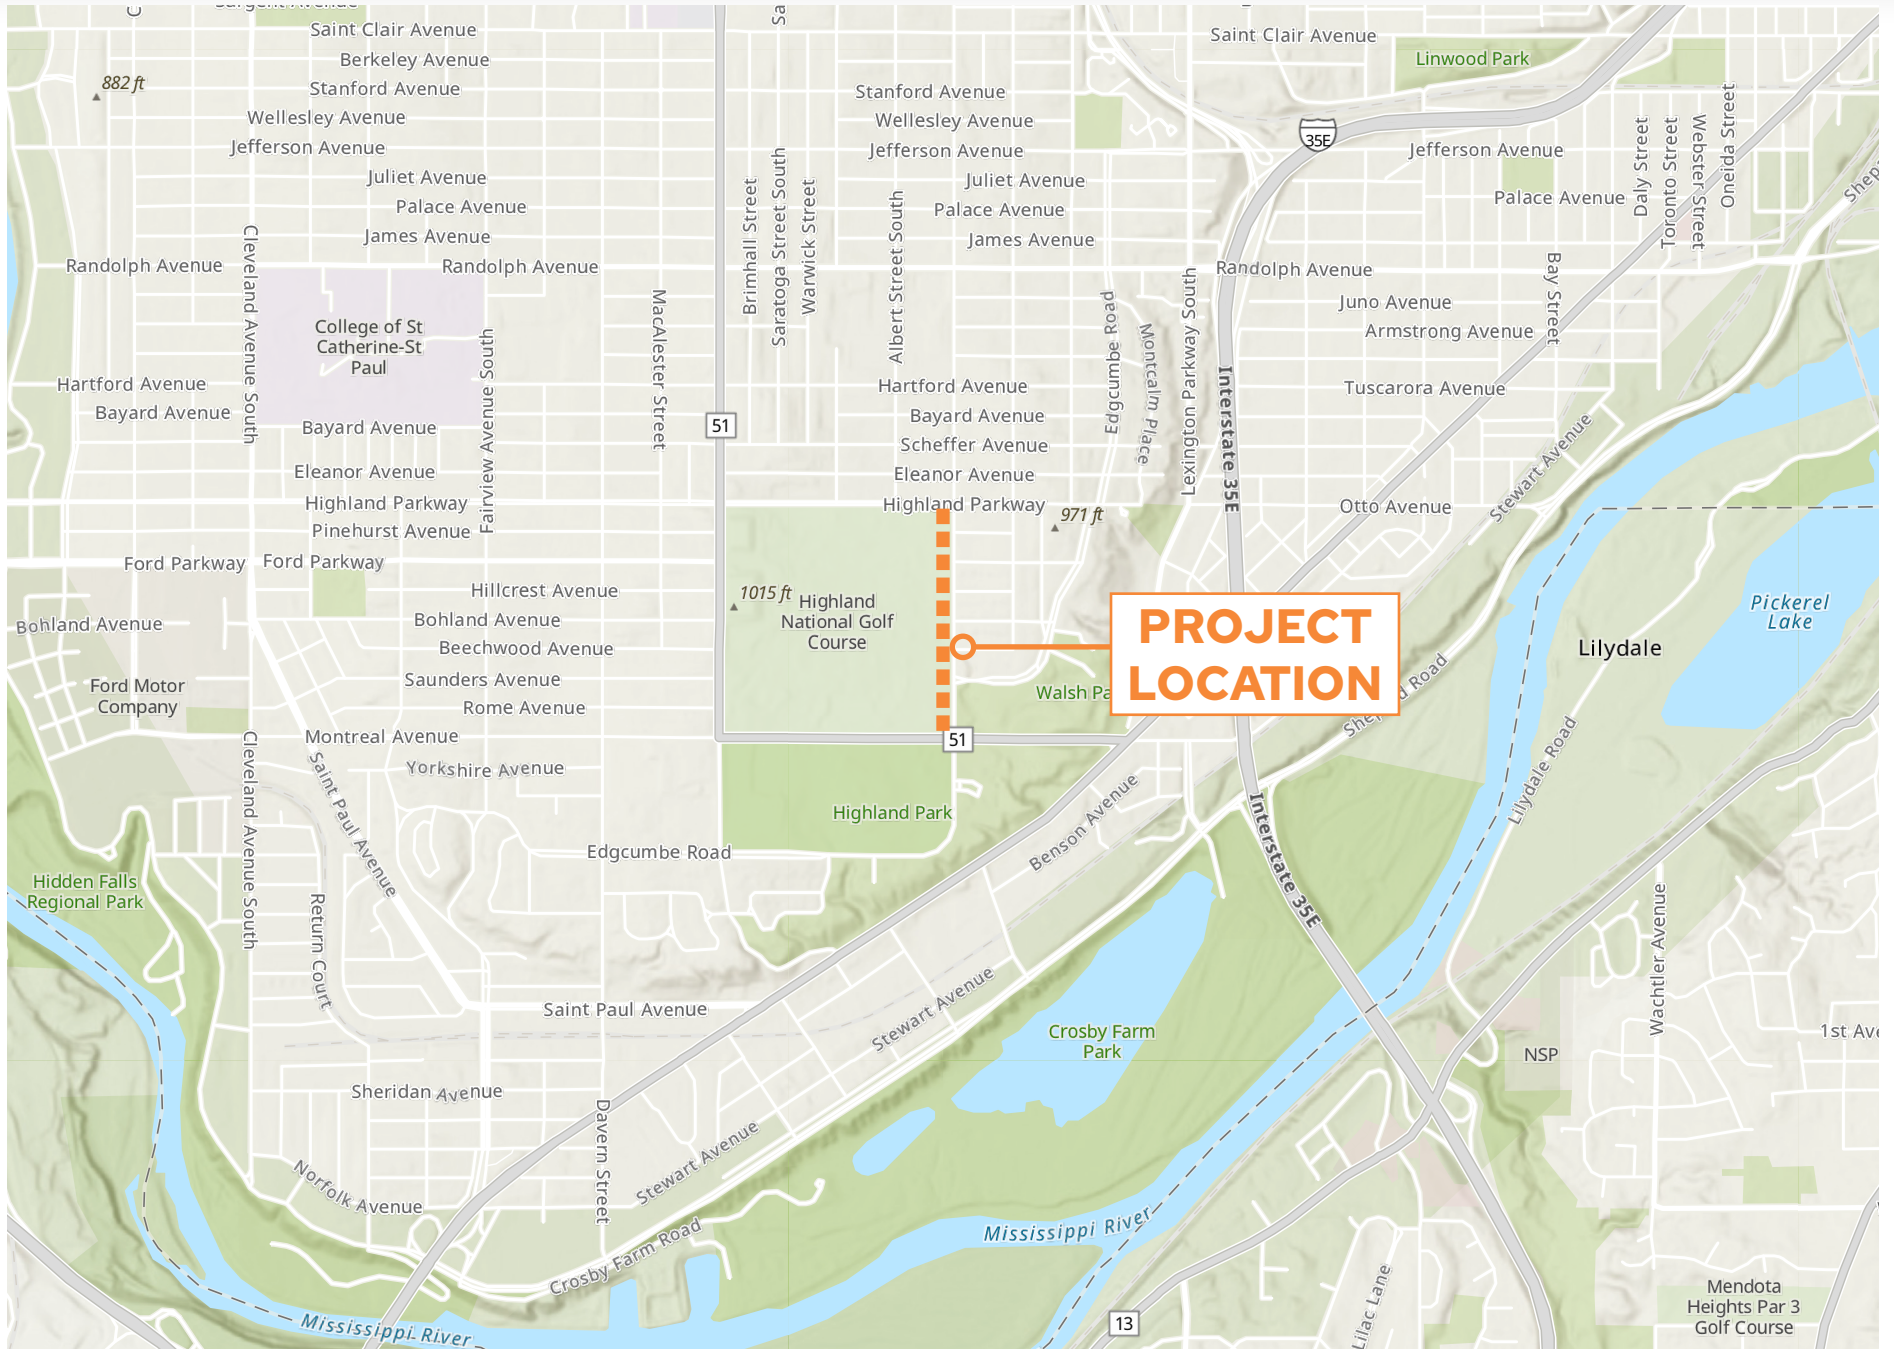 Saint Clair Avenue
Saint Clair Avenue
Berkeley Avenue
Linwood Park
882 ft
Stanford Avenue
Stanford Avenue
Wellesley Avenue
Wellesley Avenue
35E
Jefferson Avenue
Jefferson Avenue
Jefferson Avenue
Daly Street
Toronto Street
Webster Street
Oneida Street
Juliet Avenue
Juliet Avenue
Palace Avenue
Palace Avenue
Palace Avenue
James Avenue
James Avenue
Brimhall Street
Saratoga Street South
Warwick Street
Albert Street South
Randolph Avenue
Randolph Avenue
Randolph Avenue
Cleveland Avenue South
College of St
Catherine-St
Paul
Fairview Avenue South
MacAlester Street
Edgcumbe Road
Montcalm Place
Lexington Parkway South
Interstate 35E
Juno Avenue
Armstrong Avenue
Bay Street
Hartford Avenue
Hartford Avenue
Tuscarora Avenue
Bayard Avenue
Bayard Avenue
Bayard Avenue
51
Scheffer Avenue
Eleanor Avenue
Eleanor Avenue
Highland Parkway
Highland Parkway
971 ft
Otto Avenue
Stewart Avenue
Pinehurst Avenue
Ford Parkway
Ford Parkway
Hillcrest Avenue
1015 ft
Highland
National Golf
Course
PROJECT
LOCATION
Pickerel
Lake
Lilydale
Bohland Avenue
Bohland Avenue
Beechwood Avenue
Saunders Avenue
Rome Avenue
Ford Motor
Company
Walsh Pa
Montreal Avenue
51
Yorkshire Avenue
Lilydale Road
Saint Paul Avenue
Cleveland Avenue South
Highland Park
Benson Avenue
Interstate 35E
Edgcumbe Road
Hidden Falls
Regional Park
Return Court
Wachtler Avenue
Saint Paul Avenue
Stewart Avenue
Crosby Farm
Park
1st Ave
NSP
Sheridan Avenue
Davern Street
Stewart Avenue
Norfolk Avenue
Crosby Farm Road
Mississippi River
Mississippi River
Lilac Lane
13
Mendota
Heights Par 3
Golf Course